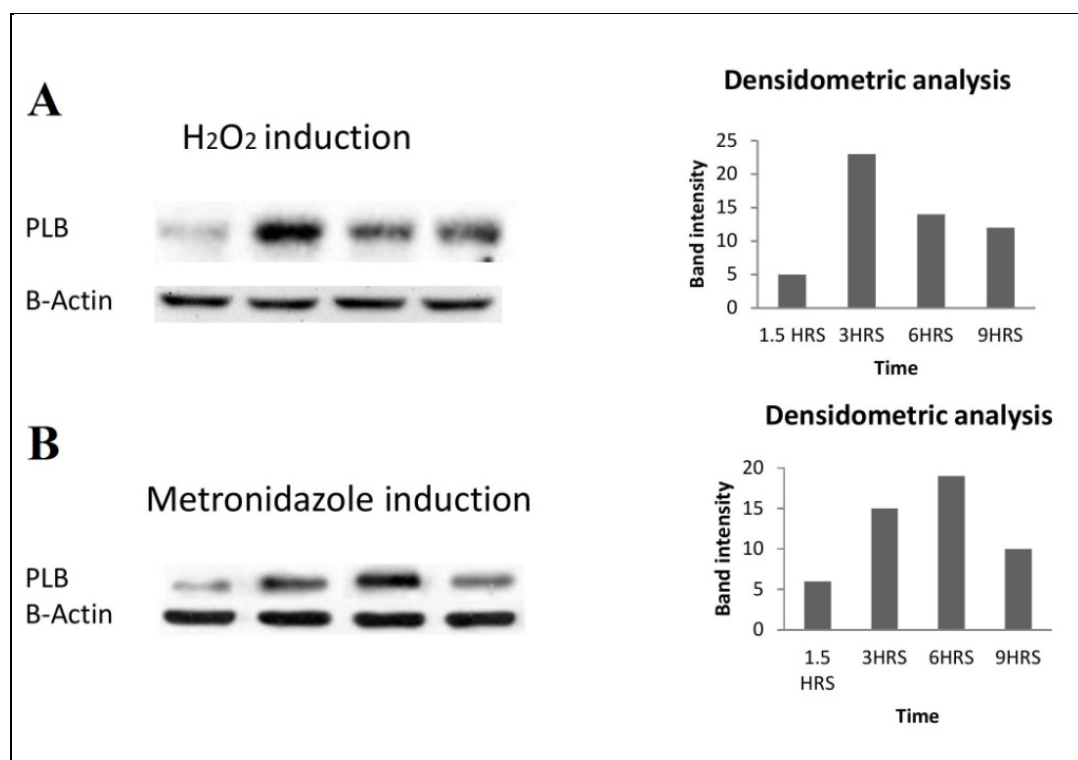 A
H₂O₂ induction
PLB
B-Actin
Densidometric analysis
Band intensity
25
20
15
10
5
0
1.5 HRS 3HRS 6HRS 9HRS
Time
B
Metronidazole induction
PLB
B-Actin
Densidometric analysis
Band intensity
20
15
10
5
0
1.5 3HRS 6HRS 9HRS
HRS
Time